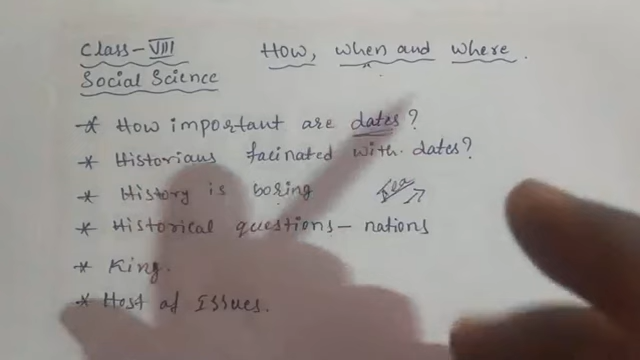 Class - VIII How, when and where.
Social Science
* How important are dates?
* Historians facinated with dates?
* History is boring Tea
* Historical questions - nations
* King.
* Host of Issues.